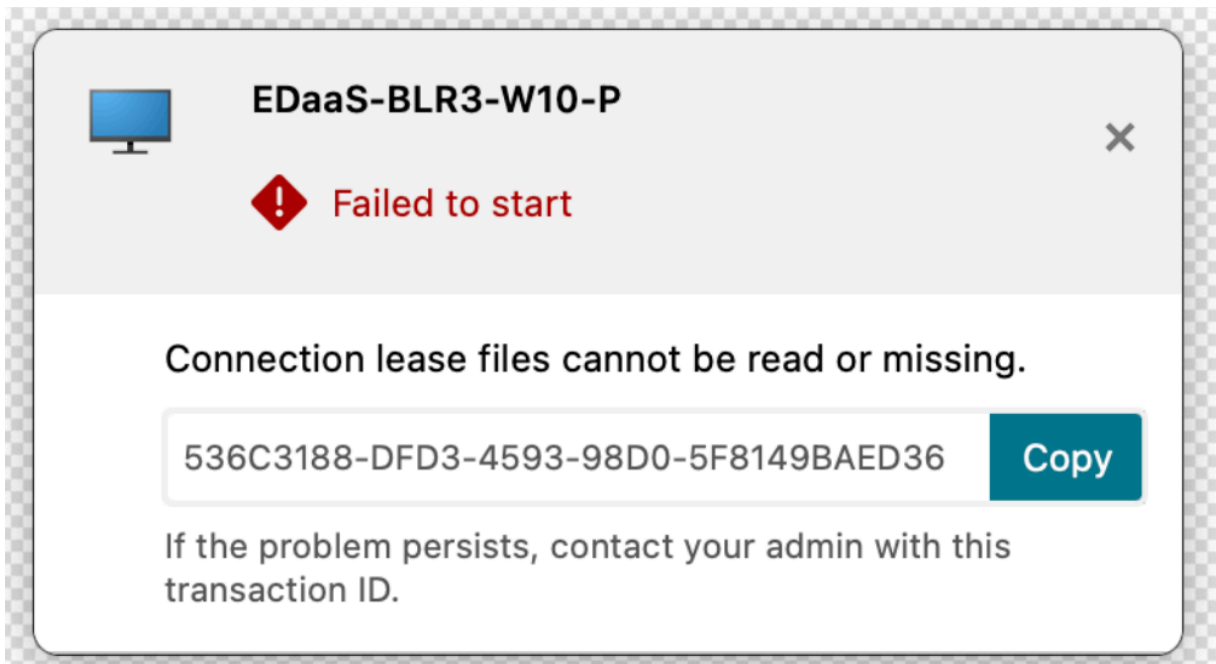 EDaaS-BLR3-W10-P
Failed to start
Connection lease files cannot be read or missing.
536C3188-DFD3-4593-98D0-5F8149BAED36
Copy
If the problem persists, contact your admin with this
transaction ID.